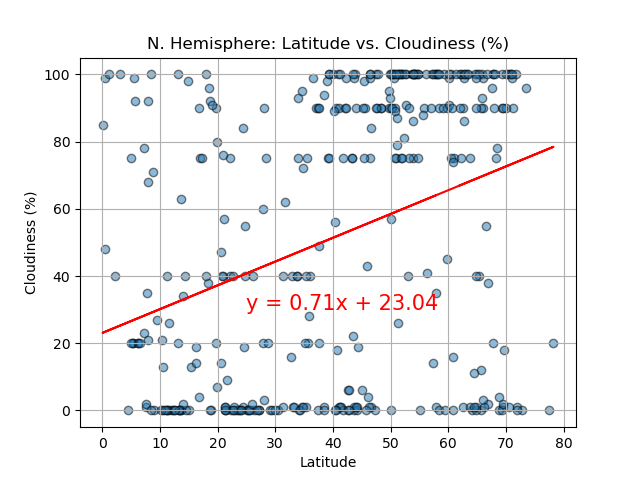 N. Hemisphere: Latitude vs. Cloudiness (%)
100
80
60
40
20
0
Cloudiness (%)
y = 0.71x + 23.04
0 10 20 30 40 50 60 70 80
Latitude